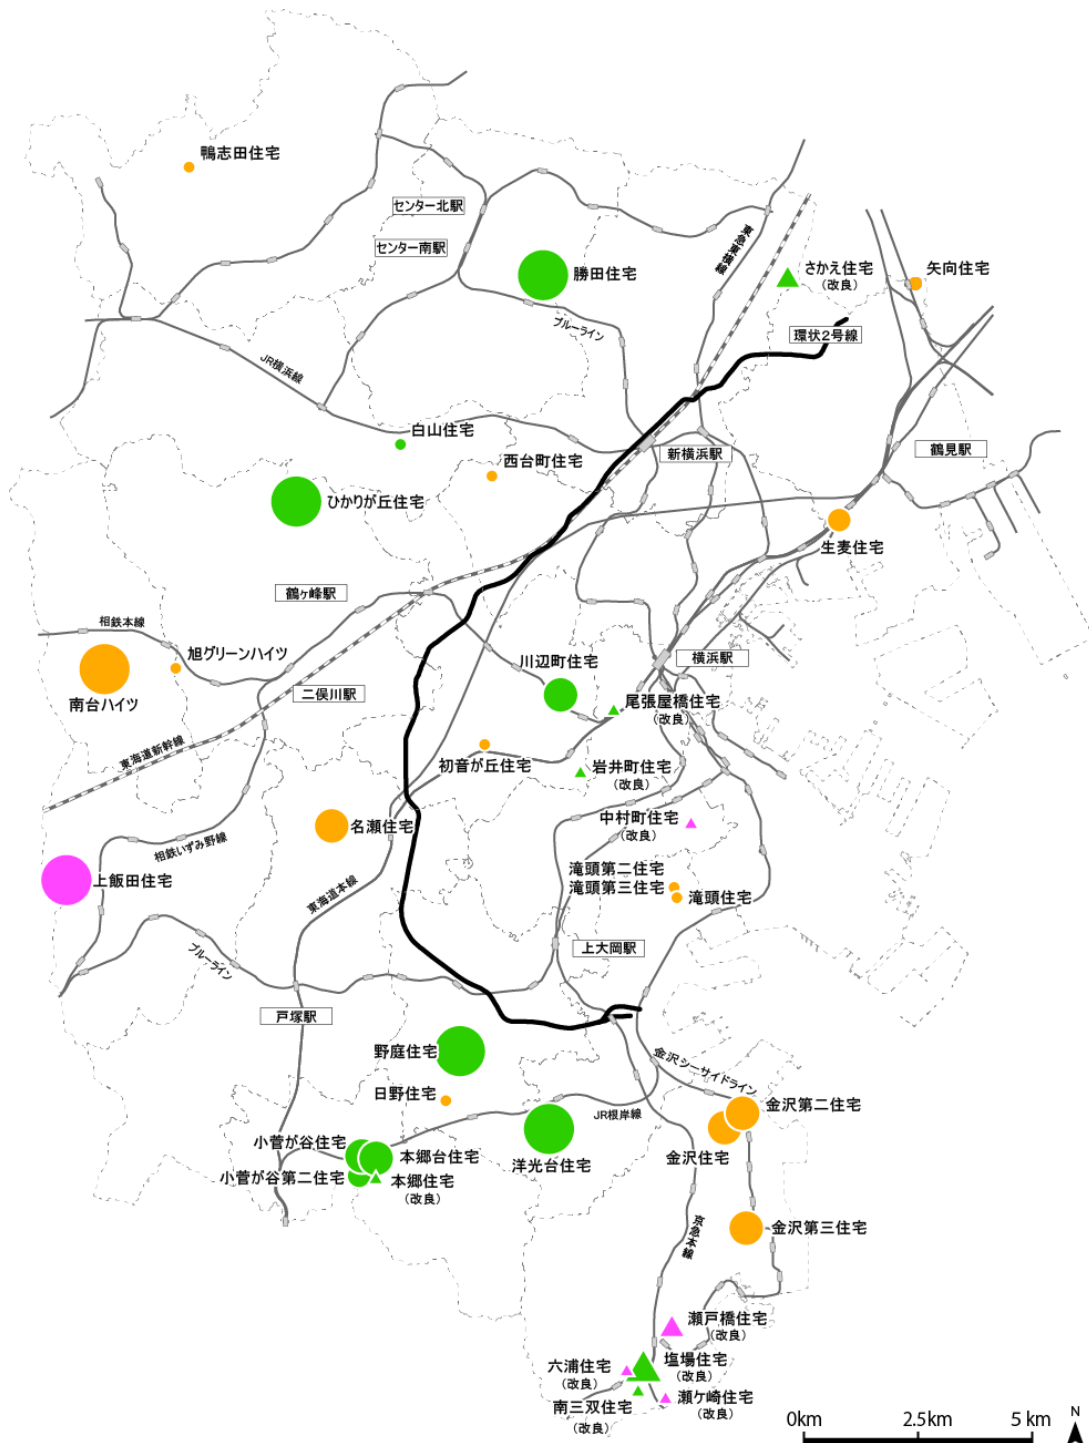 鴨志田住宅
センター北駅
センター南駅
東急東横線
勝田住宅
さかえ住宅
(改良)
矢向住宅
ブルーライン
環状2号線
JR横浜線
白山住宅
新横浜駅
鶴見駅
西台町住宅
ひかりが丘住宅
生麦住宅
鶴ヶ峰駅
相鉄本線
旭グリーンハイツ
川辺町住宅
横浜駅
南台ハイツ
二俣川駅
尾張屋橋住宅
(改良)
東海道新幹線
初音が丘住宅
岩井町住宅
(改良)
中村町住宅
(改良)
名瀬住宅
相鉄いずみ野線
上飯田住宅
滝頭第二住宅
滝頭第三住宅
滝頭住宅
東海道本線
ブルーライン
上大岡駅
戸塚駅
野庭住宅
金沢シーサイドライン
日野住宅
金沢第二住宅
JR根岸線
小菅が谷住宅
本郷台住宅
洋光台住宅
金沢住宅
小菅が谷第二住宅
本郷住宅
(改良)
京急本線
金沢第三住宅
瀬戸橋住宅
(改良)
六浦住宅
(改良)
塩場住宅
(改良)
南三双住宅
(改良)
瀬ケ崎住宅
(改良)
0km
2.5km
5 km
N